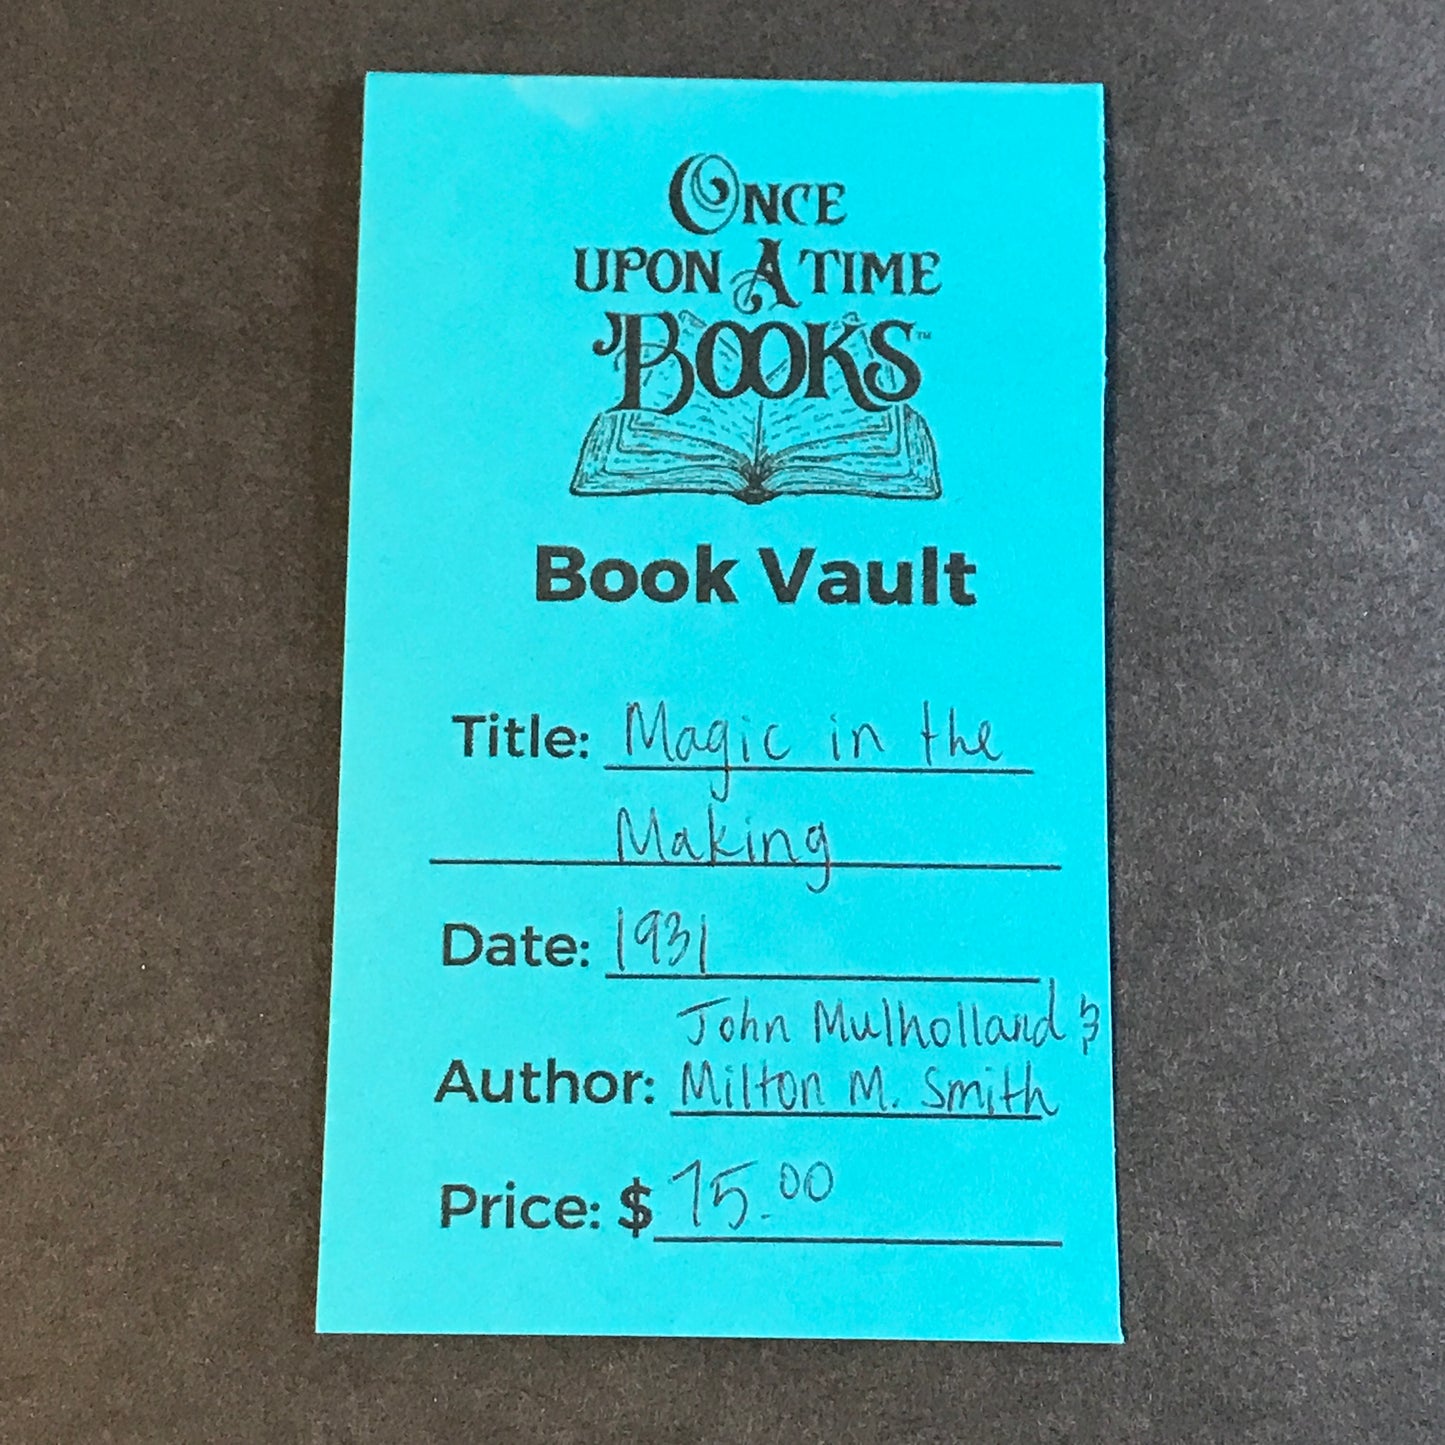 ONCE
UPON A TIME
BOOKS™
Book Vault
Title: Magic in the
Making
Date: 1931
John Mulholland &
Author: Milton M. Smith
Price: $ 75.00